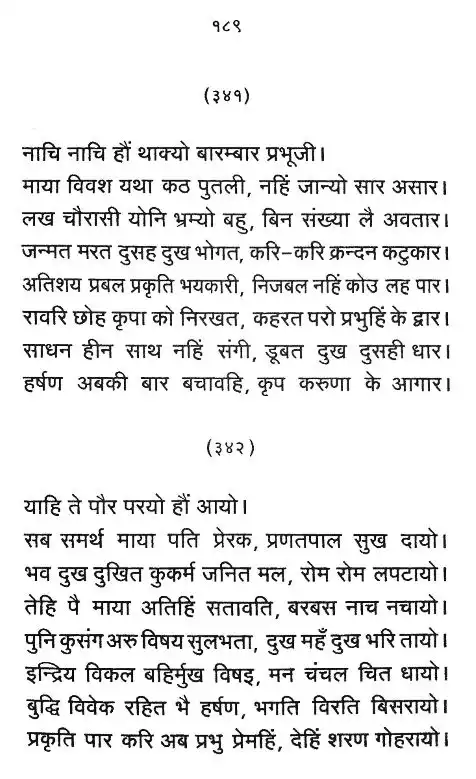 १८९
(३४१)
नाचि नाचि हौं थाक्यो बारम्बार प्रभूजी।
माया विवश यथा कठ पुतली, नहिं जान्यो सार असार।
लख चौरासी योनि भ्रम्यो बहु, बिन संख्या लै अवतार।
जन्मत मरत दुसह दुख भोगत, करि-करि क्रन्दन कटुकार।
अतिशय प्रबल प्रकृति भयकारी, निजबल नहिं कोउ लह पार।
रावरि छोह कृपा को निरखत, कहरत परो प्रभुहिं के द्वार।
साधन हीन साथ नहिं संगी, डूबत दुख दुसही धार।
हर्षण अबकी बार बचावहि, कृप करुणा के आगार।
(३४२)
याहि ते पौर परयो हौं आयो।
सब समर्थ माया पति प्रेरक, प्रणतपाल सुख दायो।
भव दुख दुखित कुकर्म जनित मल, रोम रोम लपटायो।
तेहि पै माया अतिहिं सतावति, बरबस नाच नचायो।
पुनि कुसंग अरु विषय सुलभता, दुख महँ दुख भरि तायो।
इन्द्रिय विकल बहिर्मुख विषइ, मन चंचल चित धायो।
बुद्धि विवेक रहित भै हर्षण, भगति विरति बिसरायो।
प्रकृति पार करि अब प्रभु प्रेमहिं, देहिं शरण गोहरायो।